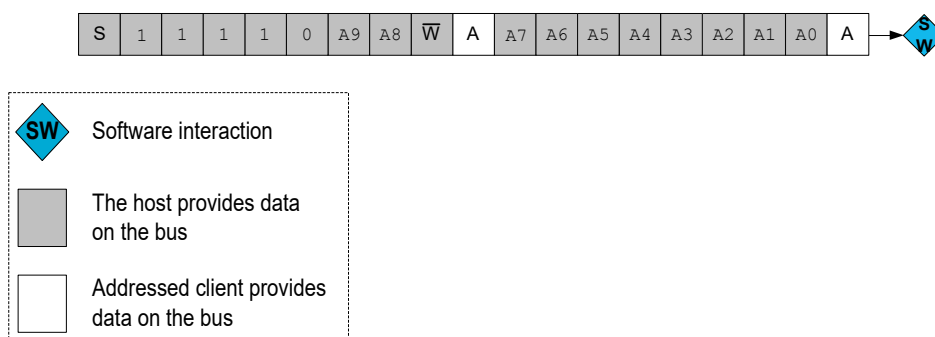 S 1 1 1 1 0 A9 A8 W̅ A A7 A6 A5 A4 A3 A2 A1 A0 A S
W
SW Software interaction
The host provides data
on the bus
Addressed client provides
data on the bus